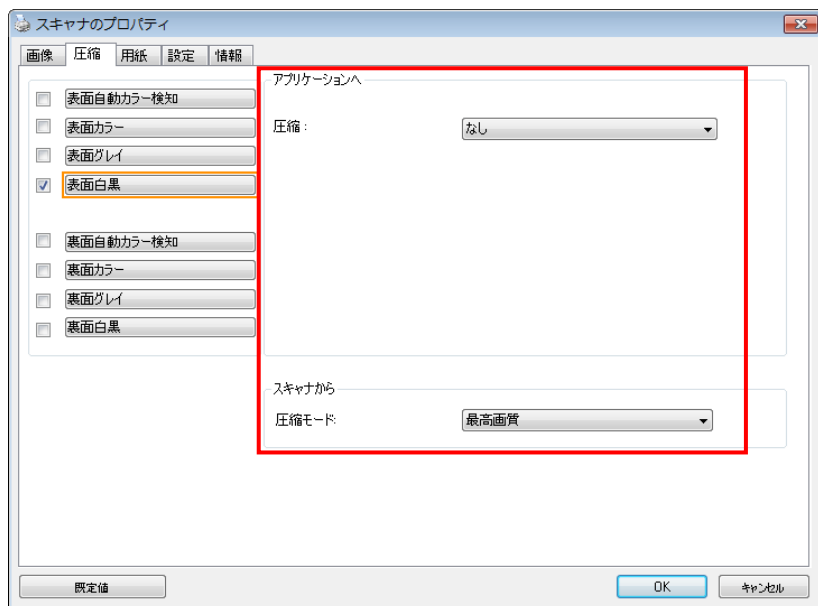 スキャナのプロパティ
画像 圧縮 用紙 設定 情報
アプリケーションへ
表面自動カラー検知
表面カラー
圧縮： なし
表面グレイ
表面白黒
裏面自動カラー検知
裏面カラー
裏面グレイ
裏面白黒
スキャナから
圧縮モード: 最高画質
既定値 OK キャンセル